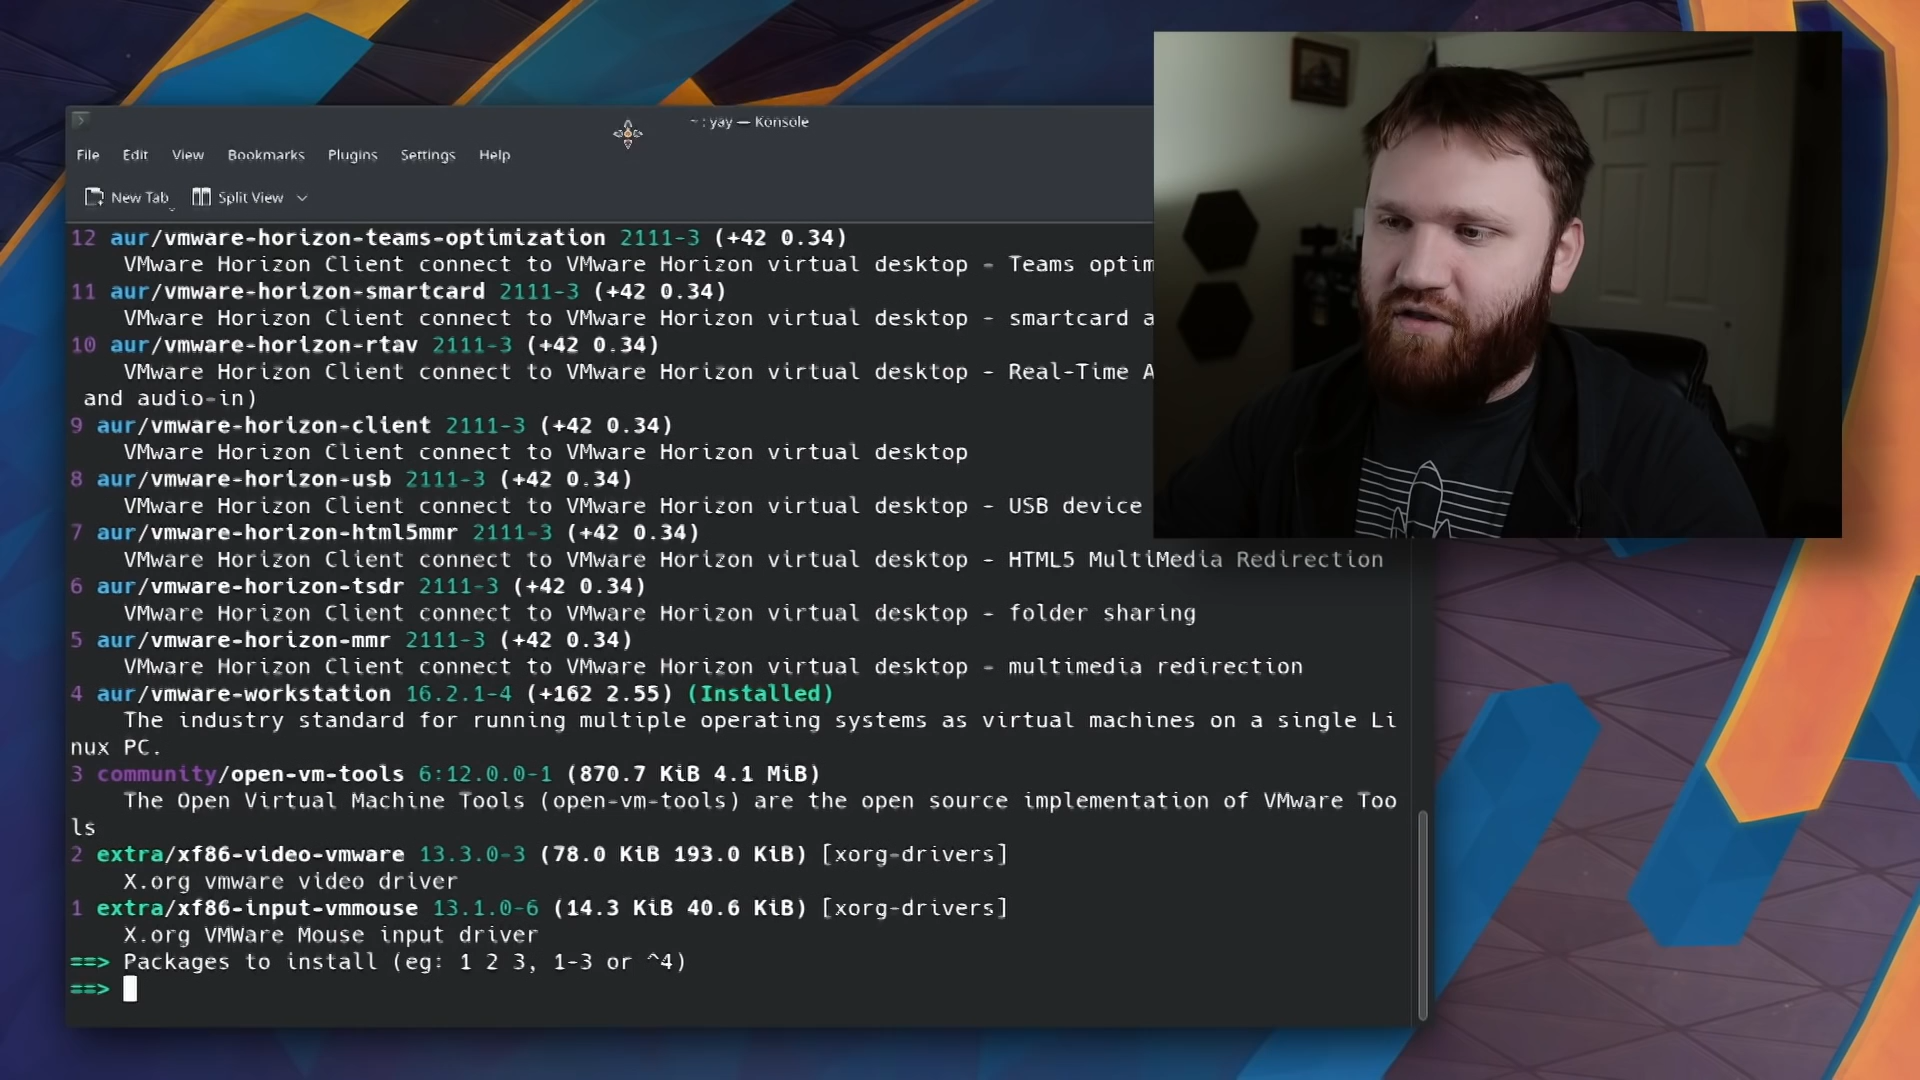 ~ : yay — Konsole
File Edit View Bookmarks Plugins Settings Help
New Tab Split View
12 aur/vmware-horizon-teams-optimization 2111-3 (+42 0.34)
VMware Horizon Client connect to VMware Horizon virtual desktop - Teams optim
11 aur/vmware-horizon-smartcard 2111-3 (+42 0.34)
VMware Horizon Client connect to VMware Horizon virtual desktop - smartcard a
10 aur/vmware-horizon-rtav 2111-3 (+42 0.34)
VMware Horizon Client connect to VMware Horizon virtual desktop - Real-Time A
and audio-in)
9 aur/vmware-horizon-client 2111-3 (+42 0.34)
VMware Horizon Client connect to VMware Horizon virtual desktop
8 aur/vmware-horizon-usb 2111-3 (+42 0.34)
VMware Horizon Client connect to VMware Horizon virtual desktop - USB device
7 aur/vmware-horizon-html5mmr 2111-3 (+42 0.34)
VMware Horizon Client connect to VMware Horizon virtual desktop - HTML5 MultiMedia Redirection
6 aur/vmware-horizon-tsdr 2111-3 (+42 0.34)
VMware Horizon Client connect to VMware Horizon virtual desktop - folder sharing
5 aur/vmware-horizon-mmr 2111-3 (+42 0.34)
VMware Horizon Client connect to VMware Horizon virtual desktop - multimedia redirection
4 aur/vmware-workstation 16.2.1-4 (+162 2.55) (Installed)
The industry standard for running multiple operating systems as virtual machines on a single Li
nux PC.
3 community/open-vm-tools 6:12.0.0-1 (870.7 KiB 4.1 MiB)
The Open Virtual Machine Tools (open-vm-tools) are the open source implementation of VMware Too
ls
2 extra/xf86-video-vmware 13.3.0-3 (78.0 KiB 193.0 KiB) [xorg-drivers]
X.org vmware video driver
1 extra/xf86-input-vmmouse 13.1.0-6 (14.3 KiB 40.6 KiB) [xorg-drivers]
X.org VMWare Mouse input driver
==> Packages to install (eg: 1 2 3, 1-3 or ^4)
==>